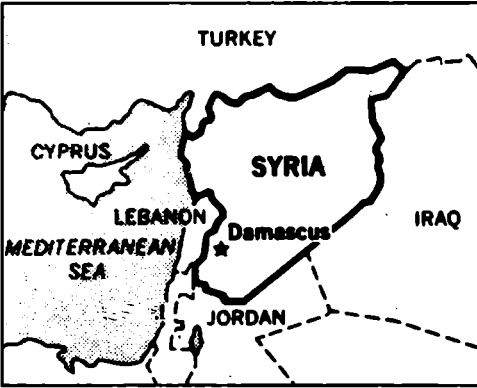 TURKEY
CYPRUS
SYRIA
LEBANON
IRAQ
Damascus
MEDITERRANEAN
SEA
JORDAN